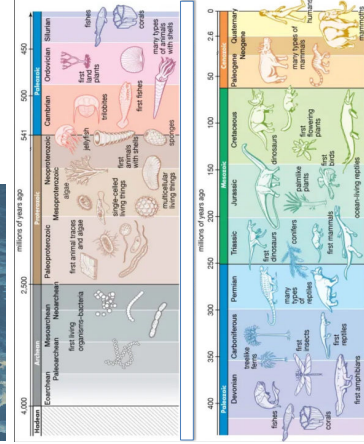 millions of years ago
4,000
2,500
541
500
450
Hadean
Archean
Proterozoic
Paleozoic
Eoarchean
Paleoarchean
Mesoarchean
Neoarchean
Paleoproterozoic
Mesoproterozoic
Neoproterozoic
Cambrian
Ordovician
Silurian
first living
organisms-bacteria
first animal traces
and algae
algae
single-celled
living things
multicellular
living things
jellyfish
first
animals
with shells
sponges
trilobites
first fishes
first
land
plants
many types
of animals
with shells
fishes
corals
millions of years ago
400
350
300
250
200
150
100
50
2.6
0
Paleozoic
Mesozoic
Devonian
Carboniferous
Permian
Triassic
Jurassic
Cretaceous
Paleogene
Neogene
Quaternary
fishes
corals
first amphibians
treelike
ferns
first
insects
first
reptiles
many
types of
reptiles
first
dinosaurs
conifers
first mammals
palmlike
plants
dinosaurs
first
birds
first
flowering
plants
ocean-living reptiles
many types of
mammals
humans
mammals